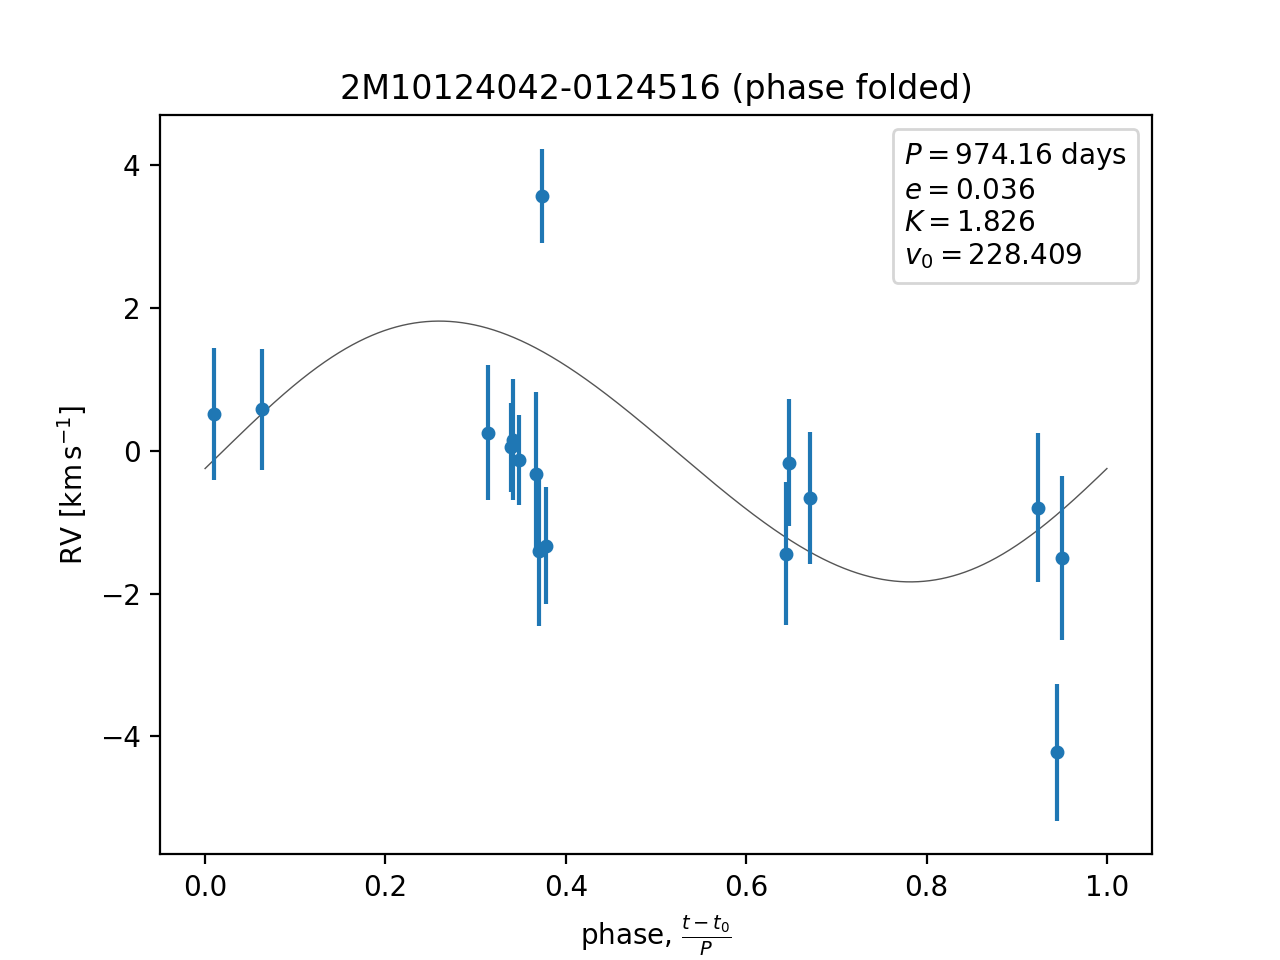 2M10124042-0124516 (phase folded)
P = 974.16 days
e = 0.036
K = 1.826
v₀ = 228.409
RV [km s⁻¹]
4
2
0
−2
−4
0.0 0.2 0.4 0.6 0.8 1.0
phase, (t − t₀)/P